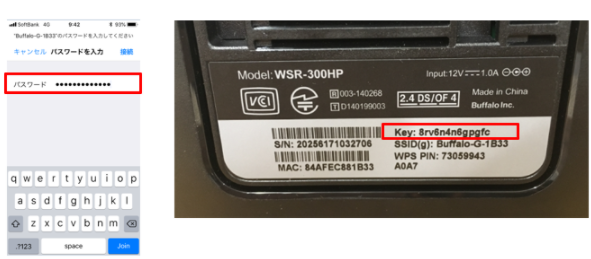 SoftBank 4G 9:42 93%
"Buffalo-G-1B33"のパスワードを入力してください
キャンセル パスワードを入力 接続
パスワード ●●●●●●●●●●●●●
q w e r t y u i o p
a s d f g h j k l
z x c v b n m
.?123 space Join
Model: WSR-300HP Input:12V 1.0A
VCI R 003-140268 2.4 DS/OF 4 Made in China
T D140199003 Buffalo Inc.
Key: 8rv6n4n6gpgfc
S/N: 20256171032706 SSID(g): Buffalo-G-1B33
WPS PIN: 73059943
MAC: 84AFEC881B33 A0A7